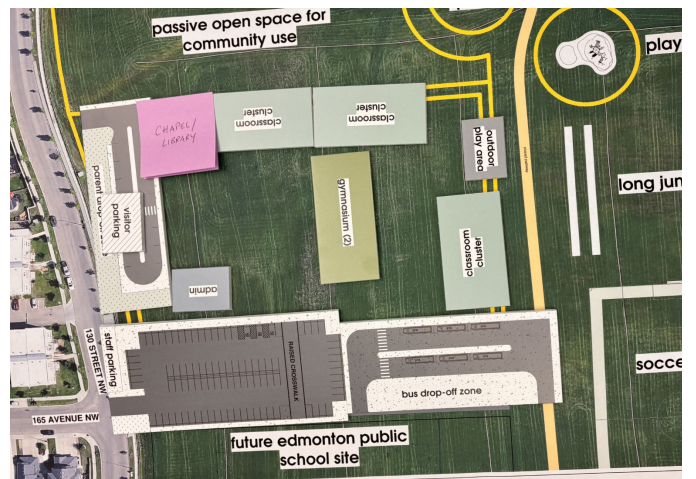 passive open space for
community use
play
CHAPEL/
LIBRARY
classroom
cluster
classroom
cluster
outdoor
play area
parent drop-off
visitor
parking
gymnasium (2)
long jum
classroom
cluster
admin
130 STREET NW
staff parking
RAISED CROSSWALK
socce
bus drop-off zone
165 AVENUE NW
future edmonton public
school site